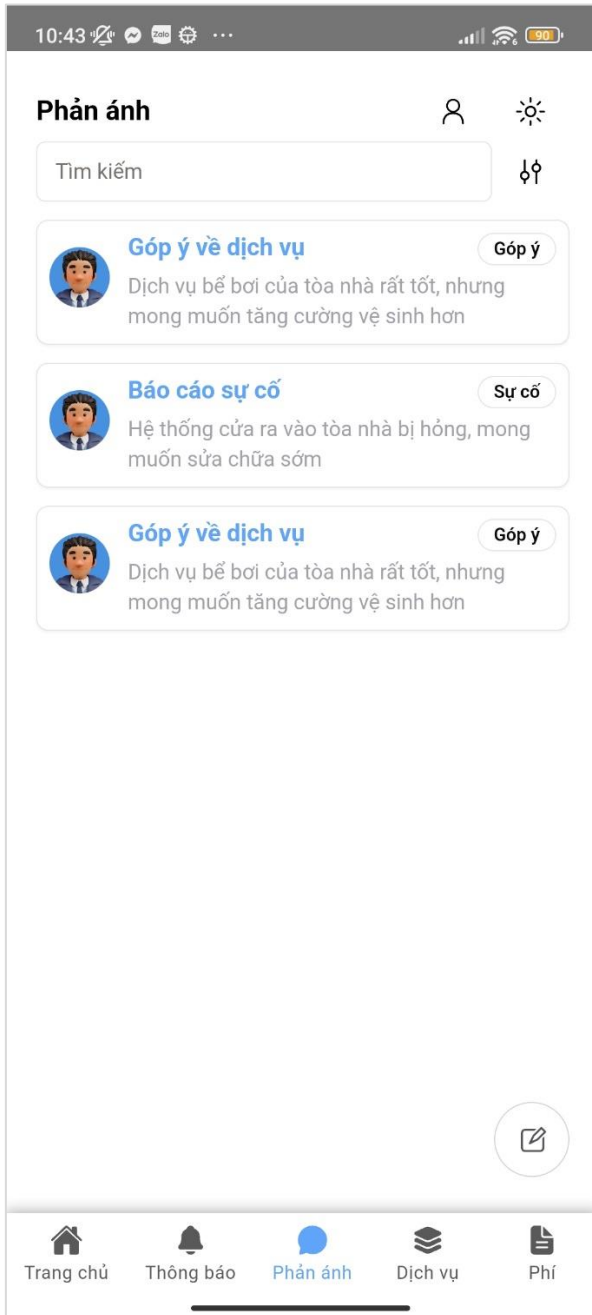 10:43
Zalo
90
Phản ánh
Tìm kiếm
Góp ý về dịch vụ
Góp ý
Dịch vụ bể bơi của tòa nhà rất tốt, nhưng
mong muốn tăng cường vệ sinh hơn
Báo cáo sự cố
Sự cố
Hệ thống cửa ra vào tòa nhà bị hỏng, mong
muốn sửa chữa sớm
Góp ý về dịch vụ
Góp ý
Dịch vụ bể bơi của tòa nhà rất tốt, nhưng
mong muốn tăng cường vệ sinh hơn
Trang chủ
Thông báo
Phản ánh
Dịch vụ
Phí